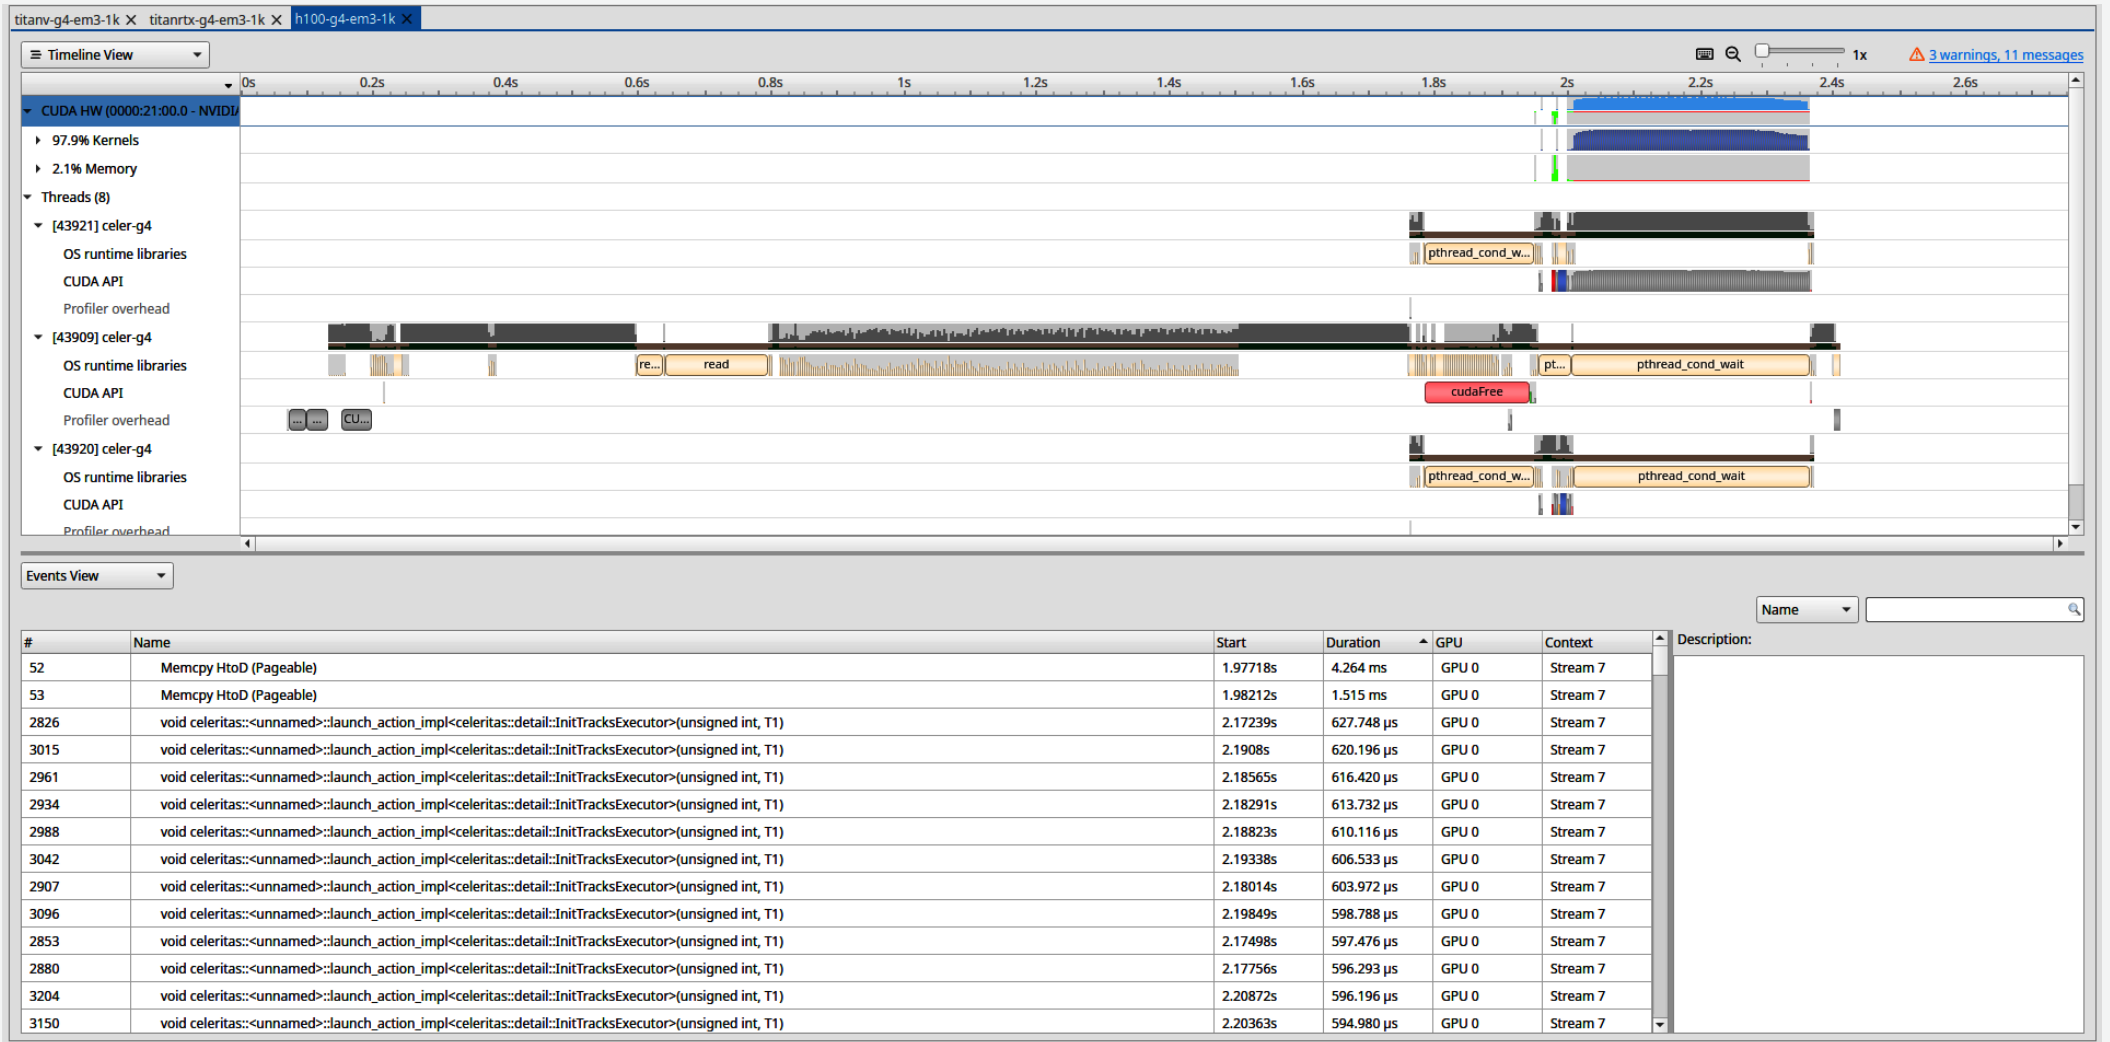 titanv-g4-em3-1k ✕ titanrtx-g4-em3-1k ✕ h100-g4-em3-1k ✕
Timeline View 1x 3 warnings, 11 messages
0s 0.2s 0.4s 0.6s 0.8s 1s 1.2s 1.4s 1.6s 1.8s 2s 2.2s 2.4s 2.6s
CUDA HW (0000:21:00.0 - NVIDIA
97.9% Kernels
2.1% Memory
Threads (8)
[43921] celer-g4
OS runtime libraries pthread_cond_w...
CUDA API
Profiler overhead
[43909] celer-g4
OS runtime libraries re... read pt... pthread_cond_wait
CUDA API cudaFree
Profiler overhead ... ... CU...
[43920] celer-g4
OS runtime libraries pthread_cond_w... pthread_cond_wait
CUDA API
Profiler overhead
Events View
Name
# Name Start Duration GPU Context Description:
52 Memcpy HtoD (Pageable) 1.97718s 4.264 ms GPU 0 Stream 7
53 Memcpy HtoD (Pageable) 1.98212s 1.515 ms GPU 0 Stream 7
2826 void celeritas::<unnamed>::launch_action_impl<celeritas::detail::InitTracksExecutor>(unsigned int, T1) 2.17239s 627.748 μs GPU 0 Stream 7
3015 void celeritas::<unnamed>::launch_action_impl<celeritas::detail::InitTracksExecutor>(unsigned int, T1) 2.1908s 620.196 μs GPU 0 Stream 7
2961 void celeritas::<unnamed>::launch_action_impl<celeritas::detail::InitTracksExecutor>(unsigned int, T1) 2.18565s 616.420 μs GPU 0 Stream 7
2934 void celeritas::<unnamed>::launch_action_impl<celeritas::detail::InitTracksExecutor>(unsigned int, T1) 2.18291s 613.732 μs GPU 0 Stream 7
2988 void celeritas::<unnamed>::launch_action_impl<celeritas::detail::InitTracksExecutor>(unsigned int, T1) 2.18823s 610.116 μs GPU 0 Stream 7
3042 void celeritas::<unnamed>::launch_action_impl<celeritas::detail::InitTracksExecutor>(unsigned int, T1) 2.19338s 606.533 μs GPU 0 Stream 7
2907 void celeritas::<unnamed>::launch_action_impl<celeritas::detail::InitTracksExecutor>(unsigned int, T1) 2.18014s 603.972 μs GPU 0 Stream 7
3096 void celeritas::<unnamed>::launch_action_impl<celeritas::detail::InitTracksExecutor>(unsigned int, T1) 2.19849s 598.788 μs GPU 0 Stream 7
2853 void celeritas::<unnamed>::launch_action_impl<celeritas::detail::InitTracksExecutor>(unsigned int, T1) 2.17498s 597.476 μs GPU 0 Stream 7
2880 void celeritas::<unnamed>::launch_action_impl<celeritas::detail::InitTracksExecutor>(unsigned int, T1) 2.17756s 596.293 μs GPU 0 Stream 7
3204 void celeritas::<unnamed>::launch_action_impl<celeritas::detail::InitTracksExecutor>(unsigned int, T1) 2.20872s 596.196 μs GPU 0 Stream 7
3150 void celeritas::<unnamed>::launch_action_impl<celeritas::detail::InitTracksExecutor>(unsigned int, T1) 2.20363s 594.980 μs GPU 0 Stream 7